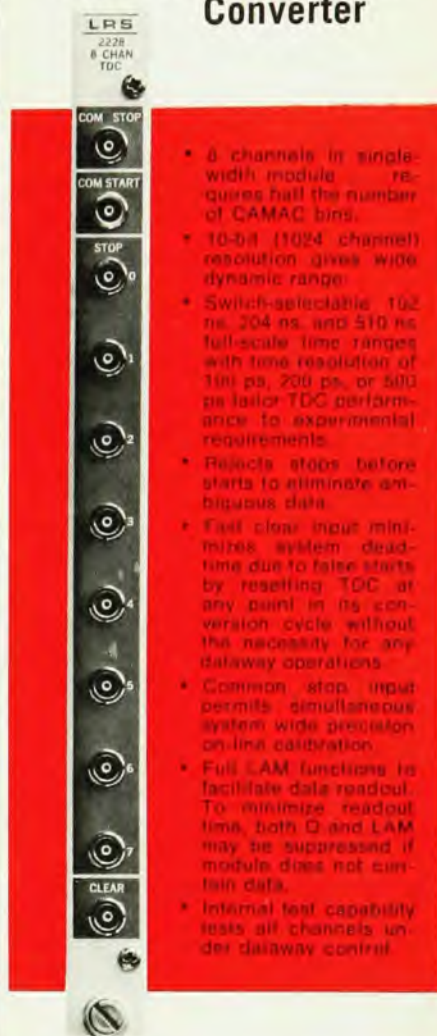 Converter
LRS
2228
8 CHAN
TDC
COM STOP
COM START
STOP
0
1
2
3
4
5
6
7
CLEAR
• 8 channels in single-
width module re-
quires half the number
of CAMAC bins.
• 10-bit (1024 channel)
resolution gives wide
dynamic range.
• Switch-selectable 102
ns, 204 ns, and 510 ns
full-scale time ranges
with time resolution of
100 ps, 200 ps, or 500
ps tailor TDC perform-
ance to experimental
requirements.
• Rejects stops before
starts to eliminate am-
biguous data.
• Fast clear input mini-
mizes system dead-
time due to false starts
by resetting TDC at
any point in its con-
version cycle without
the necessity for any
dataway operations.
• Common stop input
permits simultaneous
system wide precision
on-line calibration.
• Full LAM functions to
facilitate data readout.
To minimize readout
time, both Q and LAM
may be suppressed if
module does not con-
tain data.
• Internal test capability
tests all channels un-
der dataway control.